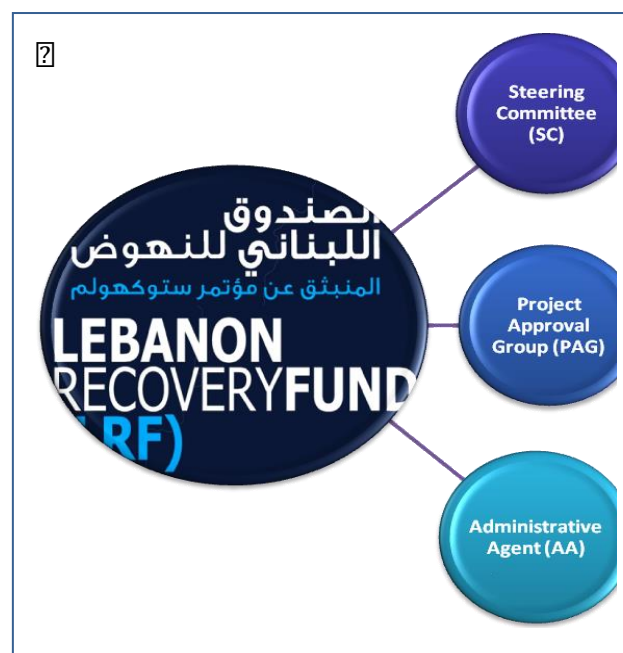 الصندوق
اللبناني للنهوض
المنبثق عن مؤتمر ستوكهولم
LEBANON
RECOVERYFUND
LRF)
Steering
Committee
(SC)
Project
Approval
Group (PAG)
Administrative
Agent (AA)